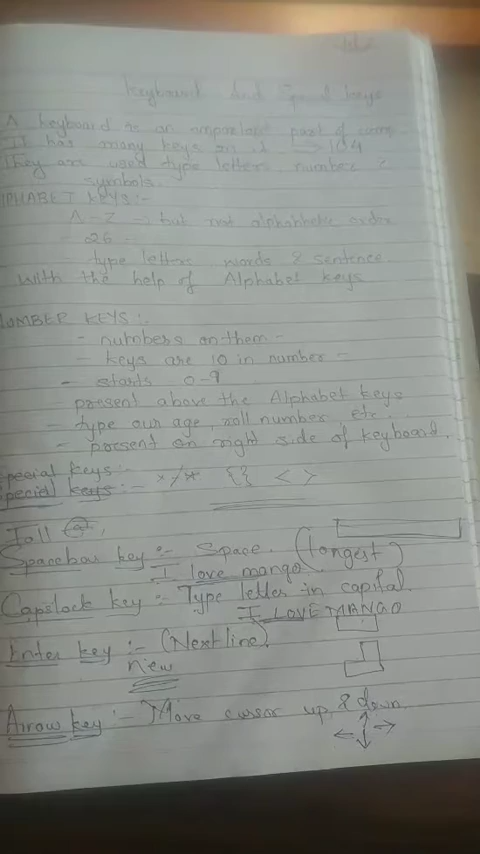 Keyboard And Special keys
A keyboard is an important part of com
It has many keys on it → 104
They are used type letters, number &
symbols.
ALPHABET KEYS :-
A-Z → but not alphabhetic order
- 26 -
- type letters, words & sentence
with the help of Alphabet keys
NUMBER KEYS :-
- numbers on them -
- keys are 10 in number -
- starts 0-9
- present above the Alphabet keys
- type our age, roll number etc.
- present on right side of keyboard.
Special keys :-
Special keys :- * / * {} < >
Spacebar key :- Space. (longest)
I love mango.
Capslock key :- Type letter in capital.
I LOVE MANGO
Enter key :- (Next line)
new
Arrow key :- Move cursor up & down.